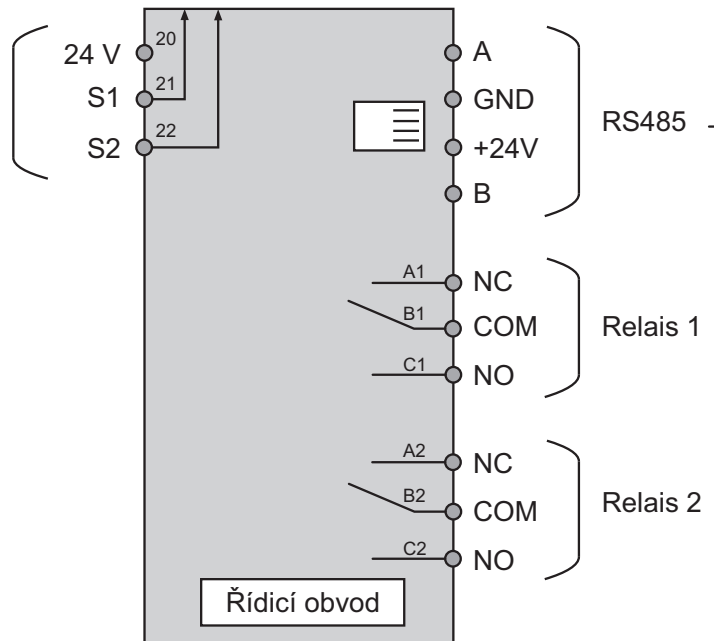 24 V
20
S1
21
S2
22
A
GND
+24V
B
RS485
A1
NC
B1
COM
C1
NO
Relais 1
A2
NC
B2
COM
C2
NO
Relais 2
Řídicí obvod